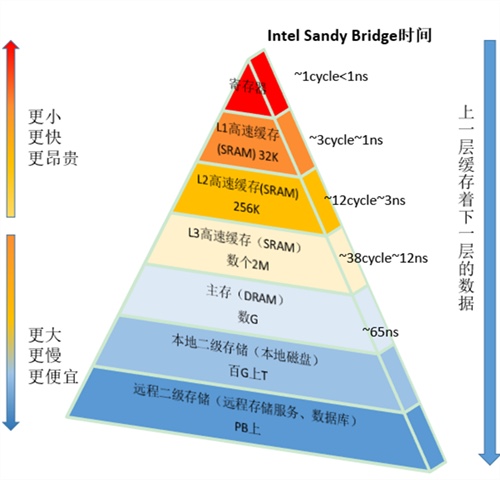 Intel Sandy Bridge时间
寄存器
~1cycle<1ns
L1高速缓存
(SRAM) 32K
~3cycle~1ns
L2高速缓存(SRAM)
256K
~12cycle~3ns
L3高速缓存（SRAM）
数个2M
~38cycle~12ns
主存（DRAM）
数G
~65ns
本地二级存储（本地磁盘）
百G上T
远程二级存储（远程存储服务、数据库）
PB上
更小
更快
更昂贵
更大
更慢
更便宜
上一层缓存着下一层的数据